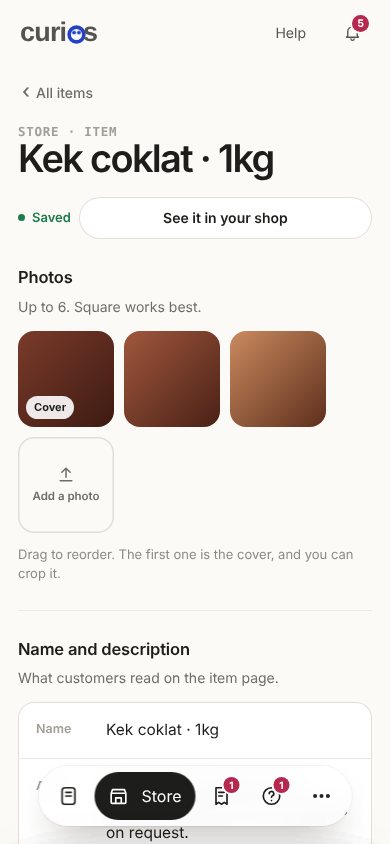 curios
Help
5
All items
STORE · ITEM
Kek coklat · 1kg
Saved
See it in your shop
Photos
Up to 6. Square works best.
Cover
Add a photo
Drag to reorder. The first one is the cover, and you can
crop it.
Name and description
What customers read on the item page.
Name
Kek coklat · 1kg
Store
1
1
on request.